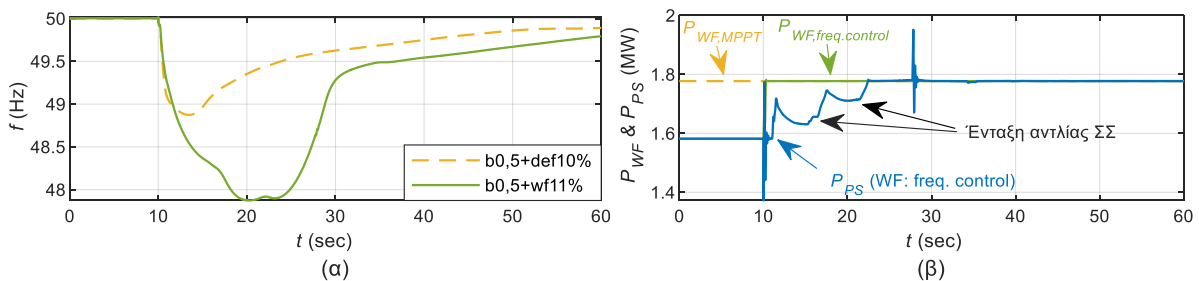 50
49.5
49
48.5
48
f (Hz)
b0,5+def10%
b0,5+wf11%
0 10 20 30 40 50 60
t (sec)
(α)
2
1.8
1.6
1.4
P_WF & P_PS (MW)
P_WF,MPPT
P_WF,freq.control
Ένταξη αντλίας ΣΣ
P_PS (WF: freq. control)
0 10 20 30 40 50 60
t (sec)
(β)